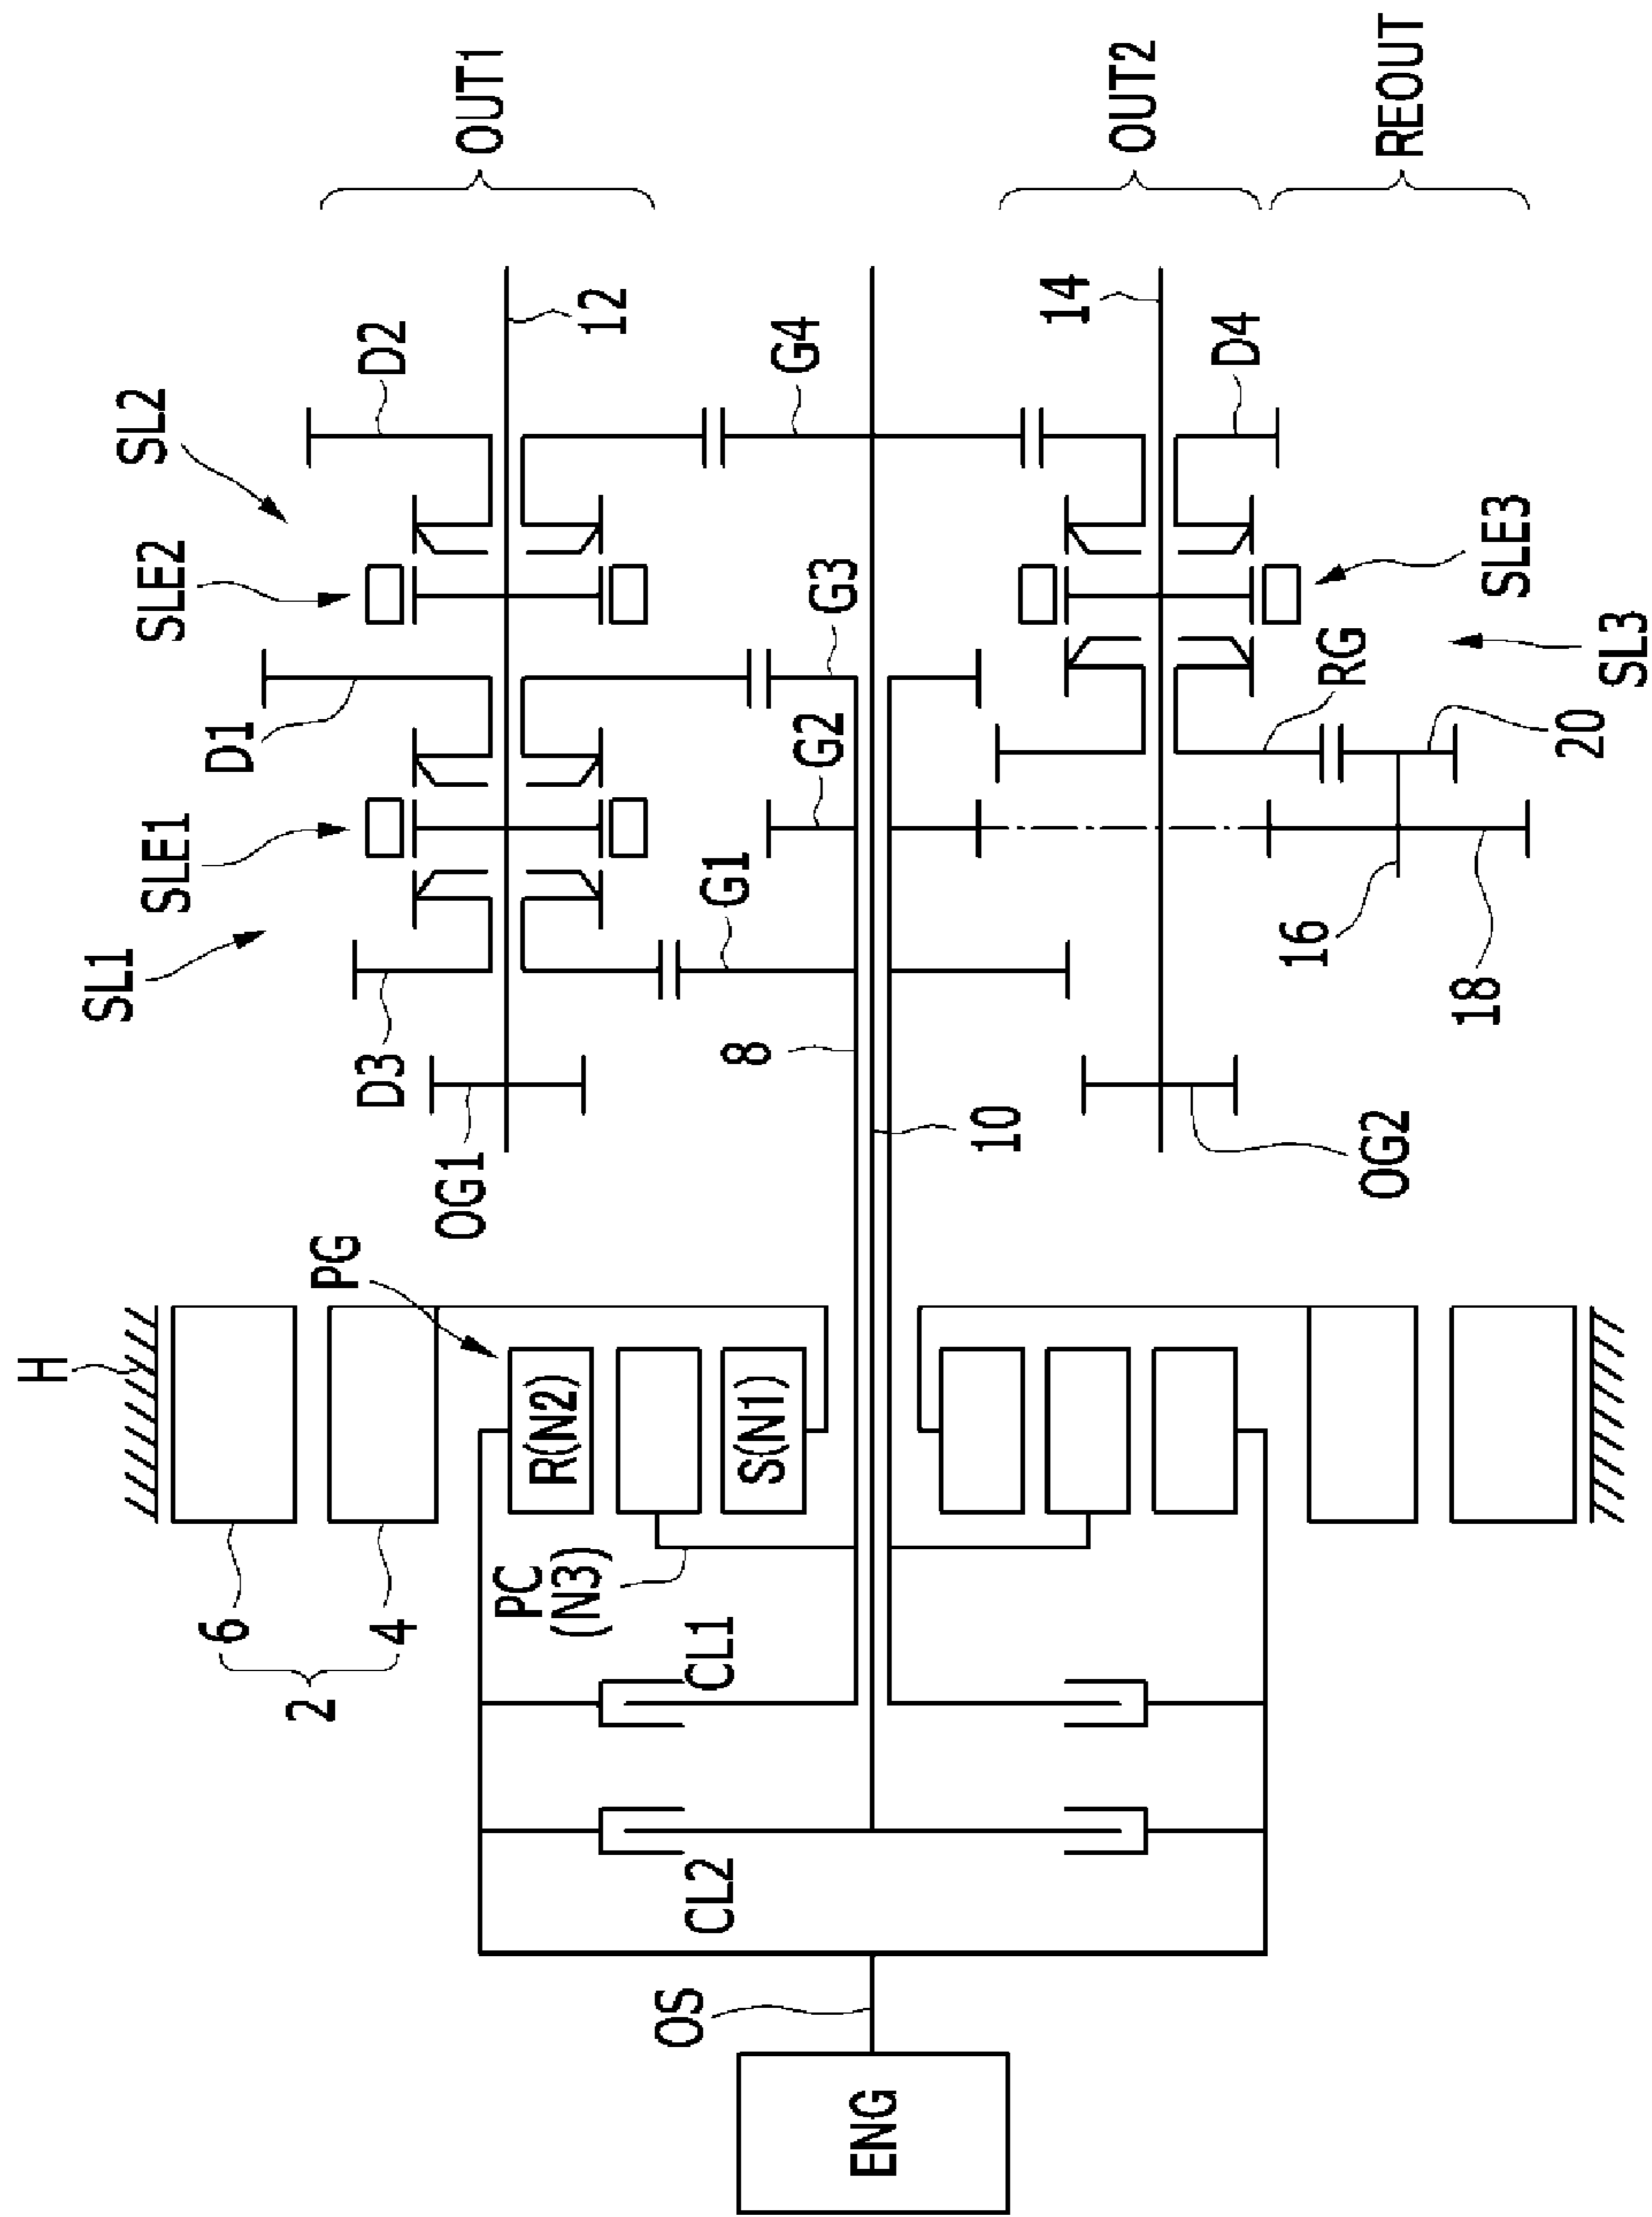 OUT1
OUT2
REOUT
12
14
D2
G4
D4
SL2
SLE2
G3
SLE3
D1
G2
RG
SL3
SLE1
G1
20
SL1
16
18
D3
8
10
OG1
OG2
PG
H
R(N2)
S(N1)
PC
(N3)
6
4
2
CL1
CL2
OS
ENG